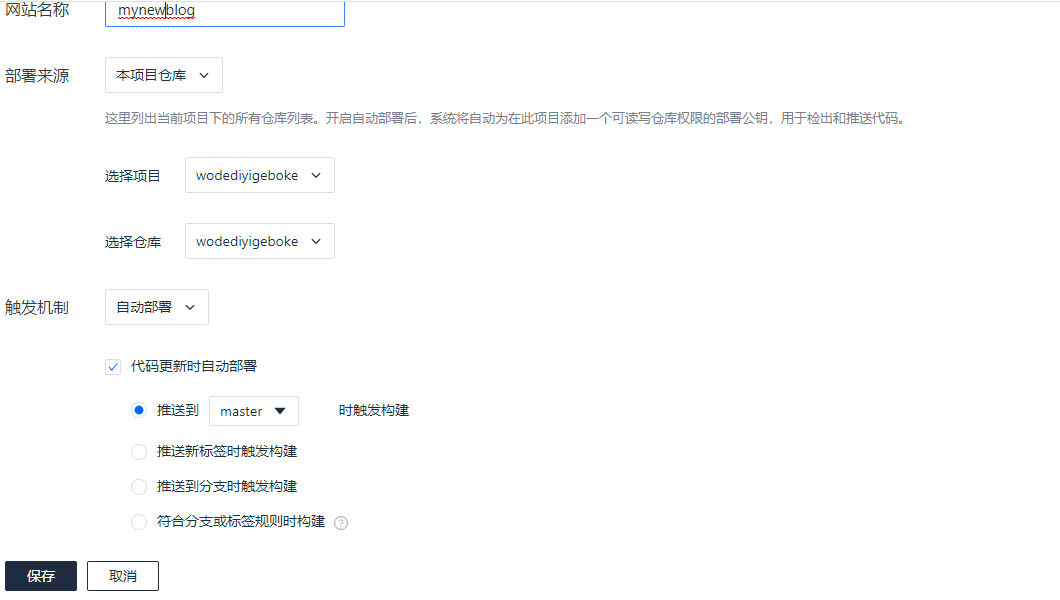 网站名称 mynewblog
部署来源 本项目仓库
这里列出当前项目下的所有仓库列表。开启自动部署后，系统将自动为在此项目添加一个可读写仓库权限的部署公钥，用于检出和推送代码。
选择项目 wodediyigeboke
选择仓库 wodediyigeboke
触发机制 自动部署
代码更新时自动部署
推送到 master 时触发构建
推送新标签时触发构建
推送到分支时触发构建
符合分支或标签规则时构建 ?
保存 取消